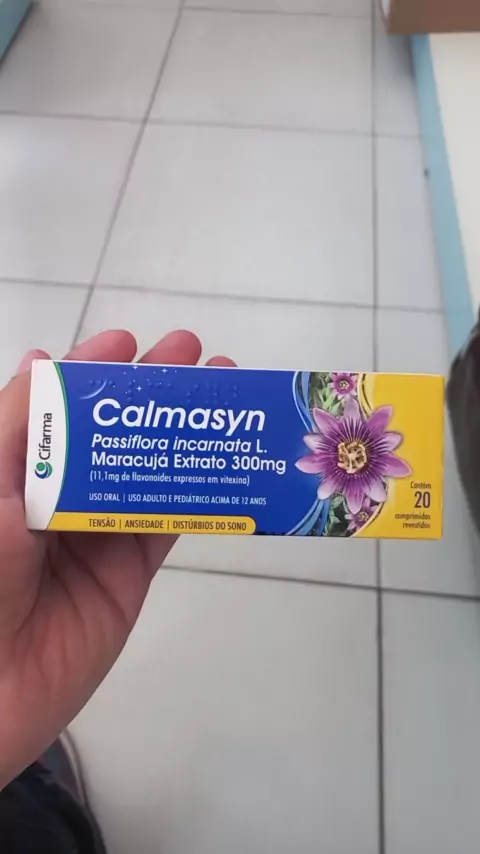 Cifarma
Calmasyn
Passiflora incarnata L.
Maracujá Extrato 300mg
(11,1mg de flavonoides expressos em vitexina)
USO ORAL | USO ADULTO E PEDIÁTRICO ACIMA DE 12 ANOS
TENSÃO | ANSIEDADE | DISTÚRBIOS DO SONO
Contém
20
comprimidos
revestidos